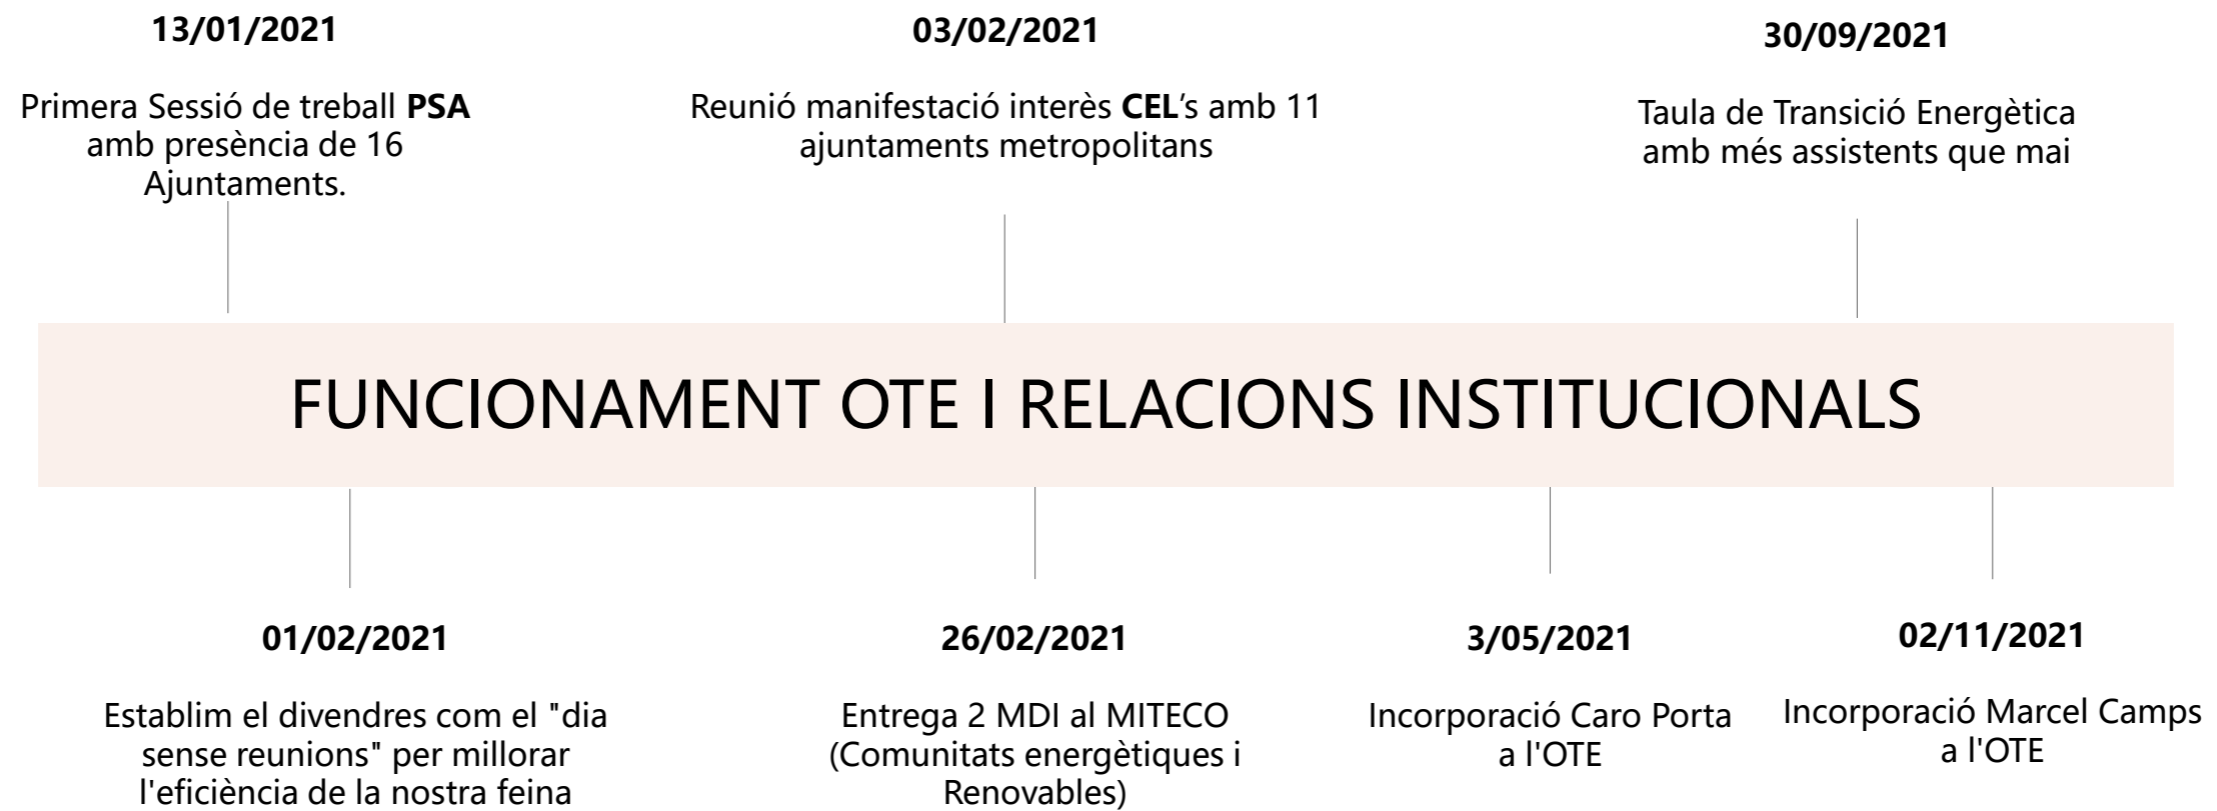 13/01/2021
Primera Sessió de treball PSA
amb presència de 16
Ajuntaments.
03/02/2021
Reunió manifestació interès CEL’s amb 11
ajuntaments metropolitans
30/09/2021
Taula de Transició Energètica
amb més assistents que mai
FUNCIONAMENT OTE I RELACIONS INSTITUCIONALS
01/02/2021
Establim el divendres com el "dia
sense reunions" per millorar
l'eficiència de la nostra feina
26/02/2021
Entrega 2 MDI al MITECO
(Comunitats energètiques i
Renovables)
3/05/2021
Incorporació Caro Porta
a l'OTE
02/11/2021
Incorporació Marcel Camps
a l'OTE